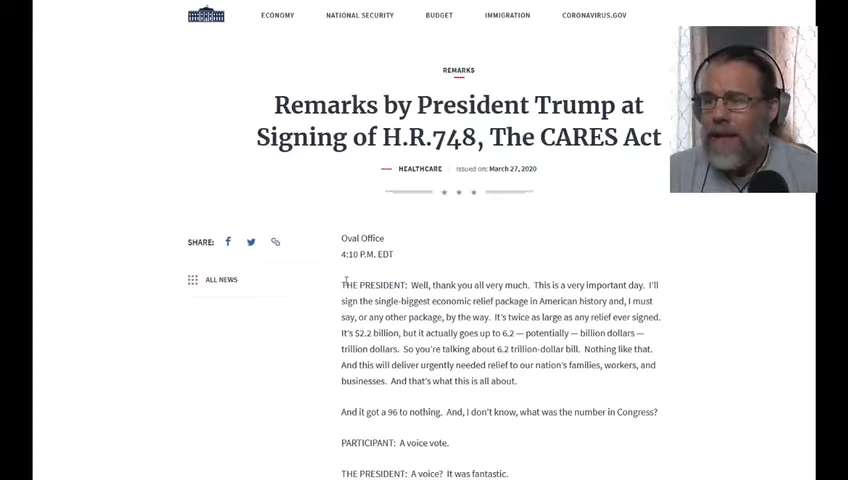 ECONOMY NATIONAL SECURITY BUDGET IMMIGRATION CORONAVIRUS.GOV
REMARKS
Remarks by President Trump at
Signing of H.R.748, The CARES Act
HEALTHCARE Issued on: March 27, 2020
SHARE:
ALL NEWS
Oval Office
4:10 P.M. EDT
THE PRESIDENT: Well, thank you all very much. This is a very important day. I'll
sign the single-biggest economic relief package in American history and, I must
say, or any other package, by the way. It's twice as large as any relief ever signed.
It's $2.2 billion, but it actually goes up to 6.2 — potentially — billion dollars —
trillion dollars. So you're talking about 6.2 trillion-dollar bill. Nothing like that.
And this will deliver urgently needed relief to our nation's families, workers, and
businesses. And that's what this is all about.
And it got a 96 to nothing. And, I don't know, what was the number in Congress?
PARTICIPANT: A voice vote.
THE PRESIDENT: A voice? It was fantastic.